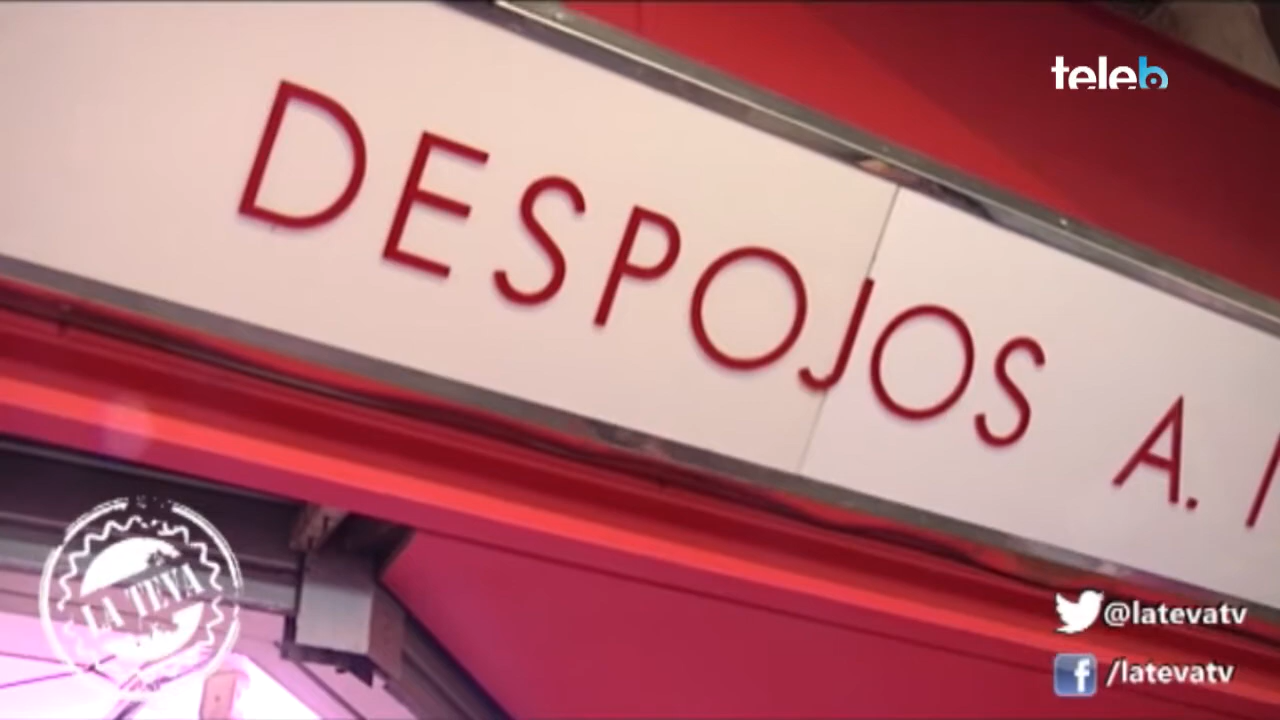 teleb
DESPOJOS A.
LA TEVA
@latevatv
/latevatv